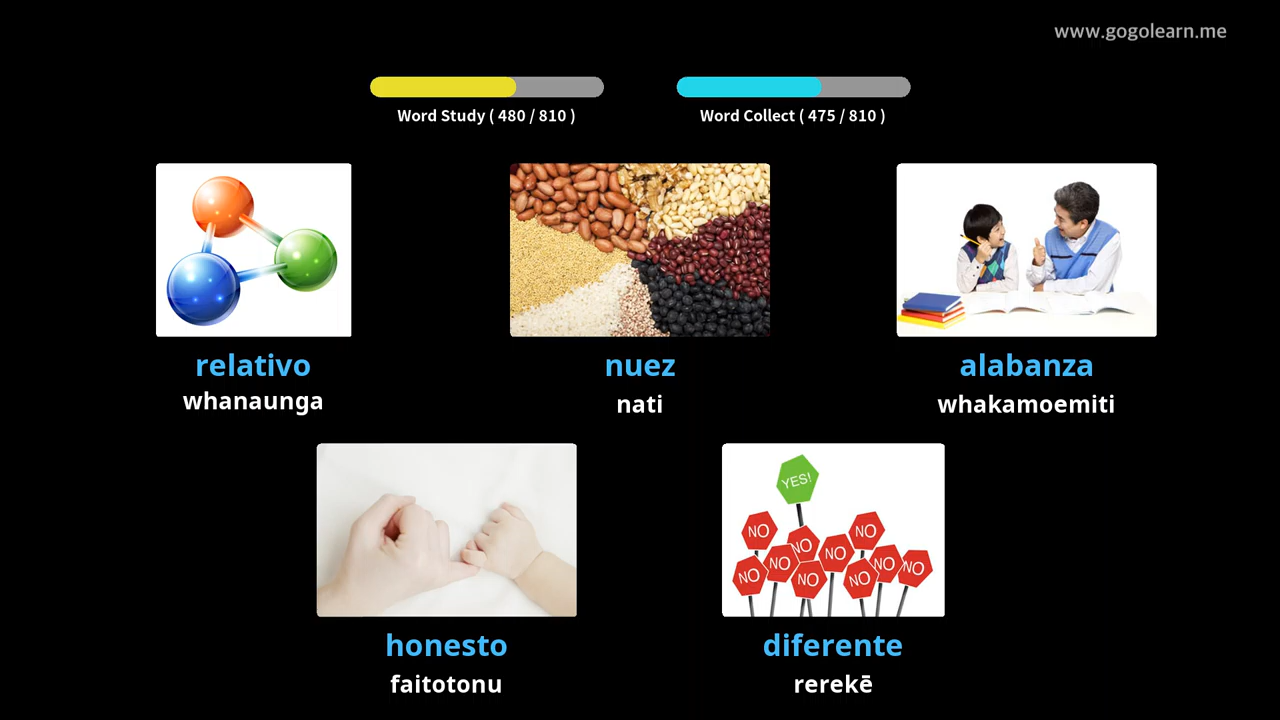 www.gogolearn.me
Word Study ( 480 / 810 )
Word Collect ( 475 / 810 )
relativo
whanaunga
nuez
nati
alabanza
whakamoemiti
YES!
NO
NO
NO
NO
NO
NO
NO
NO
NO
NO
honesto
faitotonu
diferente
rerekē